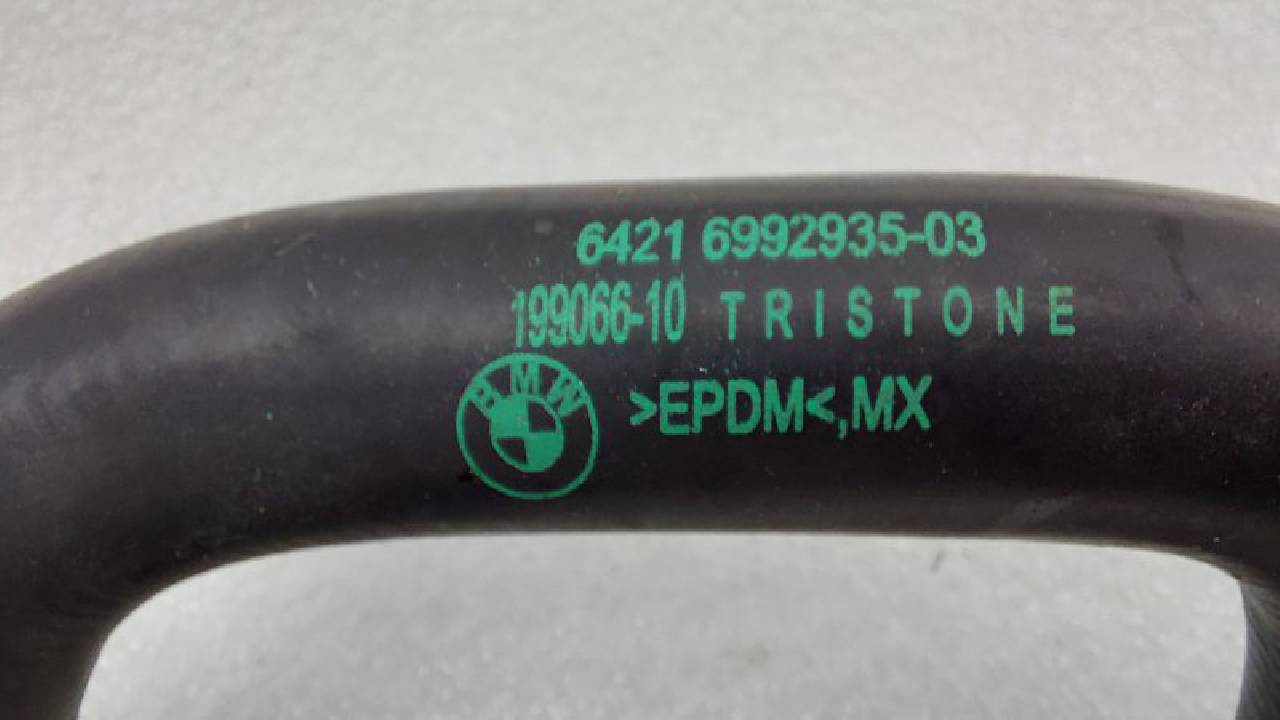 6421 6992935-03
199066-10 TRISTONE
BMW
>EPDM<,MX